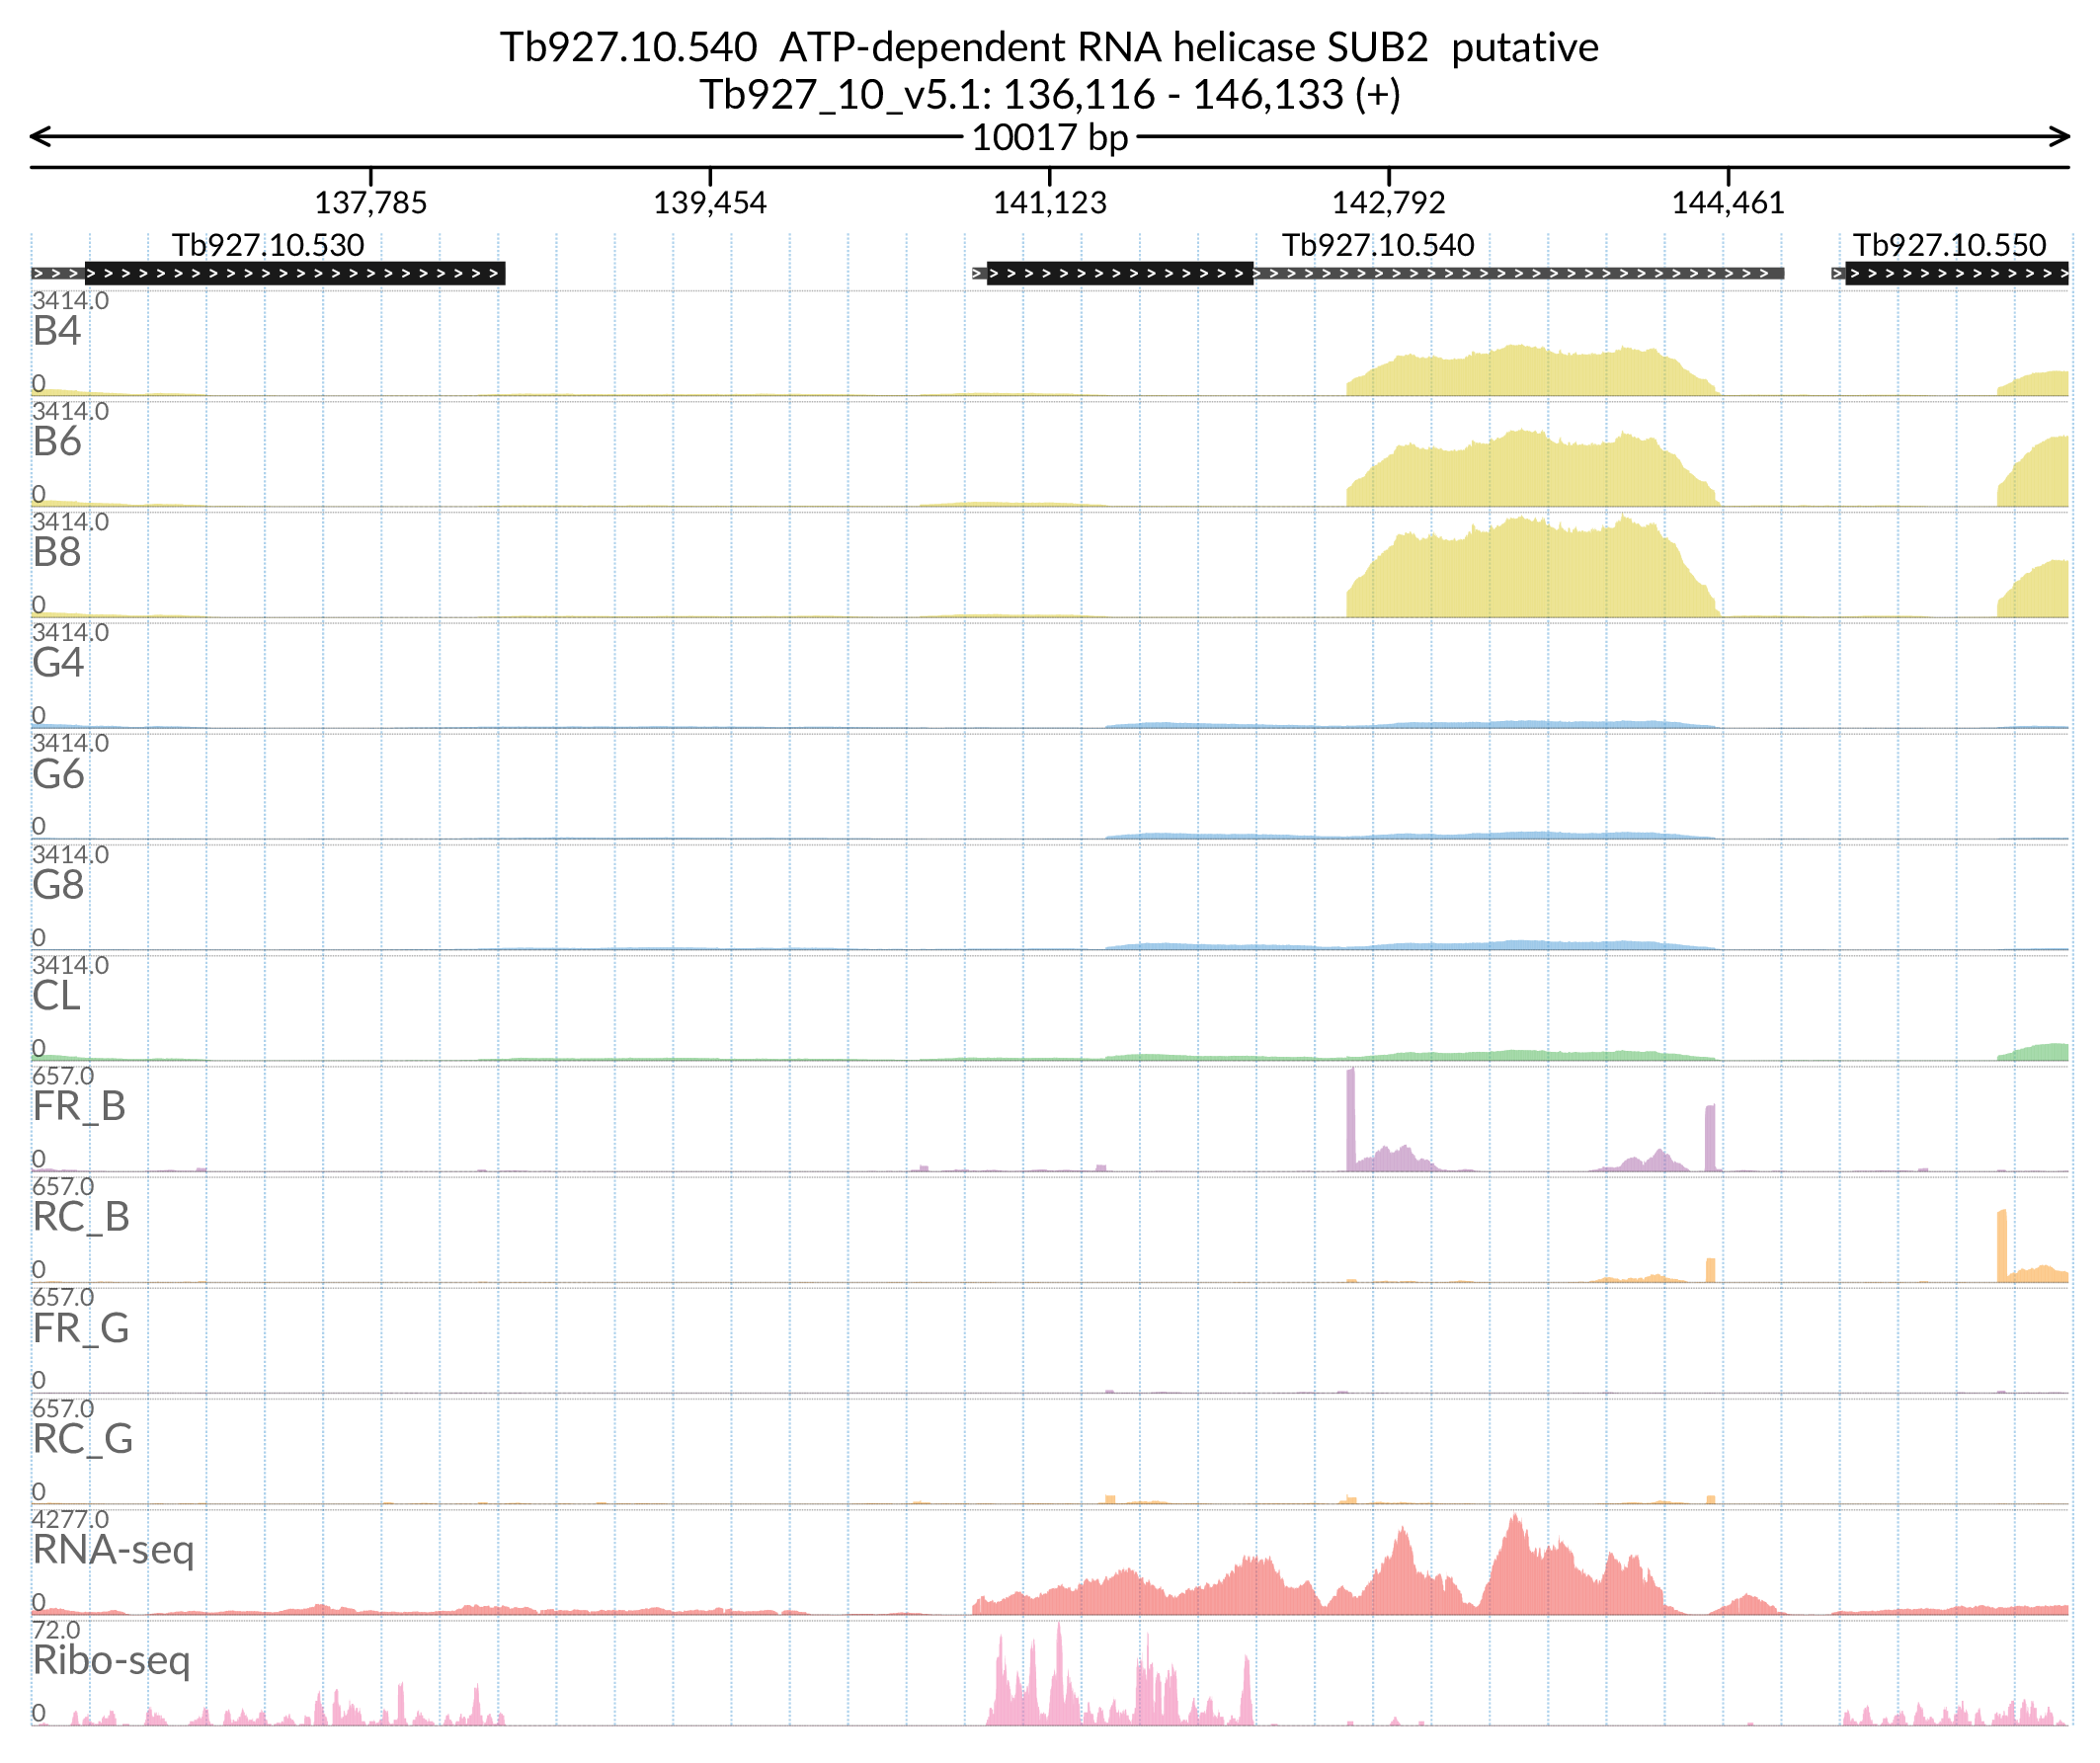 Tb927.10.540 ATP-dependent RNA helicase SUB2 putative
Tb927_10_v5.1: 136,116 - 146,133 (+)
10017 bp
137,785 139,454 141,123 142,792 144,461
Tb927.10.530 Tb927.10.540 Tb927.10.550
3414.0
B4
0
3414.0
B6
0
3414.0
B8
0
3414.0
G4
0
3414.0
G6
0
3414.0
G8
0
3414.0
CL
0
657.0
FR_B
0
657.0
RC_B
0
657.0
FR_G
0
657.0
RC_G
0
4277.0
RNA-seq
0
72.0
Ribo-seq
0